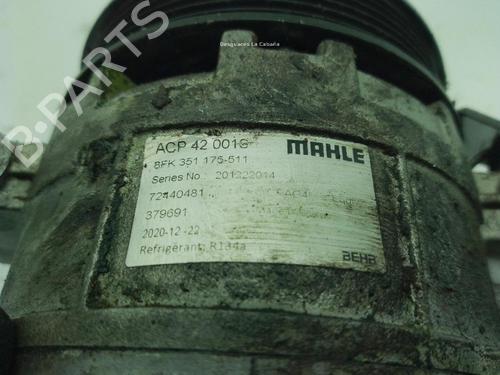 Desguaces La Cabaña
B-PARTS
ACP 42 001S
MAHLE
8FK 351 175-511
Series No 201222014
72440481
379691
2020-12-22
Refrigerant: R134a
BEHR